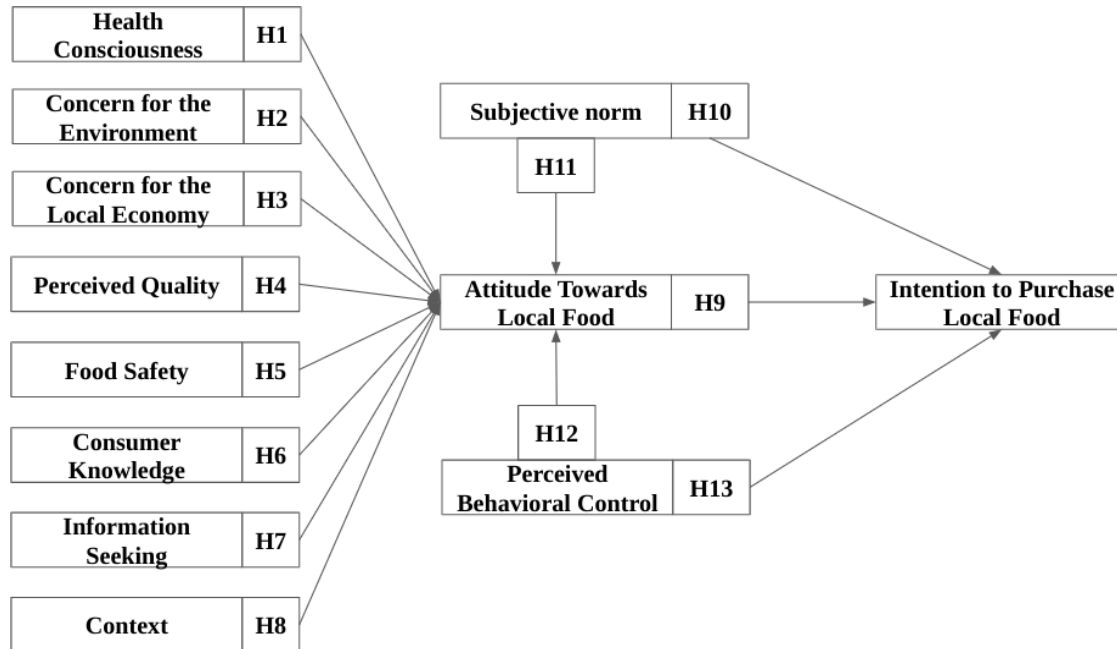 Health
Consciousness
H1
Concern for the
Environment
H2
Concern for the
Local Economy
H3
Perceived Quality
H4
Food Safety
H5
Consumer
Knowledge
H6
Information
Seeking
H7
Context
H8
Subjective norm
H10
H11
Attitude Towards
Local Food
H9
H12
Perceived
Behavioral Control
H13
Intention to Purchase
Local Food